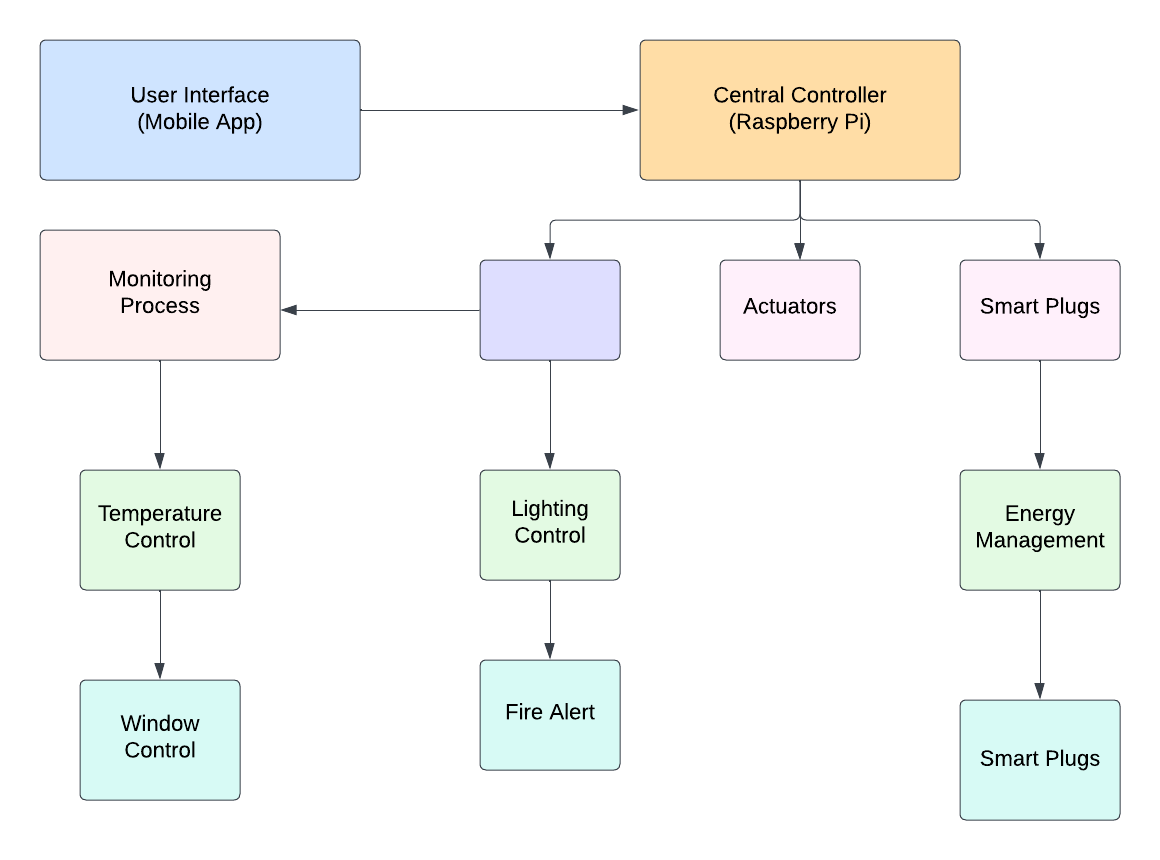 User Interface
(Mobile App)
Central Controller
(Raspberry Pi)
Monitoring
Process
Actuators
Smart Plugs
Temperature
Control
Lighting
Control
Energy
Management
Window
Control
Fire Alert
Smart Plugs